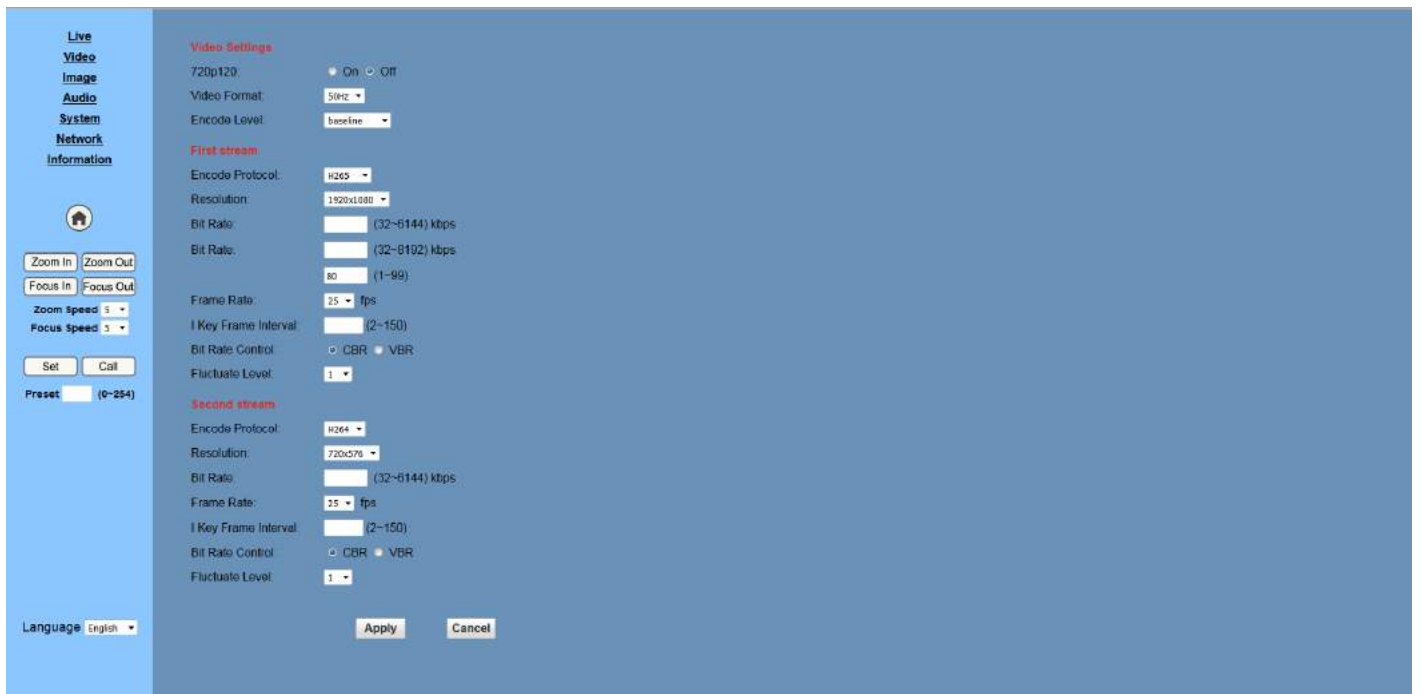 Live
Video
Image
Audio
System
Network
Information
Zoom In Zoom Out
Focus In Focus Out
Zoom Speed 5
Focus Speed 5
Set Call
Preset (0~254)
Language English
Video Settings
720p120: On Off
Video Format: 50HZ
Encode Level: baseline
First stream
Encode Protocol: H265
Resolution: 1920x1080
Bit Rate: (32~6144) kbps
Bit Rate: (32~8192) kbps
80 (1~99)
Frame Rate: 25 fps
I Key Frame Interval: (2~150)
Bit Rate Control: CBR VBR
Fluctuate Level: 1
Second stream
Encode Protocol: H264
Resolution: 720x576
Bit Rate: (32~6144) kbps
Frame Rate: 25 fps
I Key Frame Interval: (2~150)
Bit Rate Control: CBR VBR
Fluctuate Level: 1
Apply Cancel